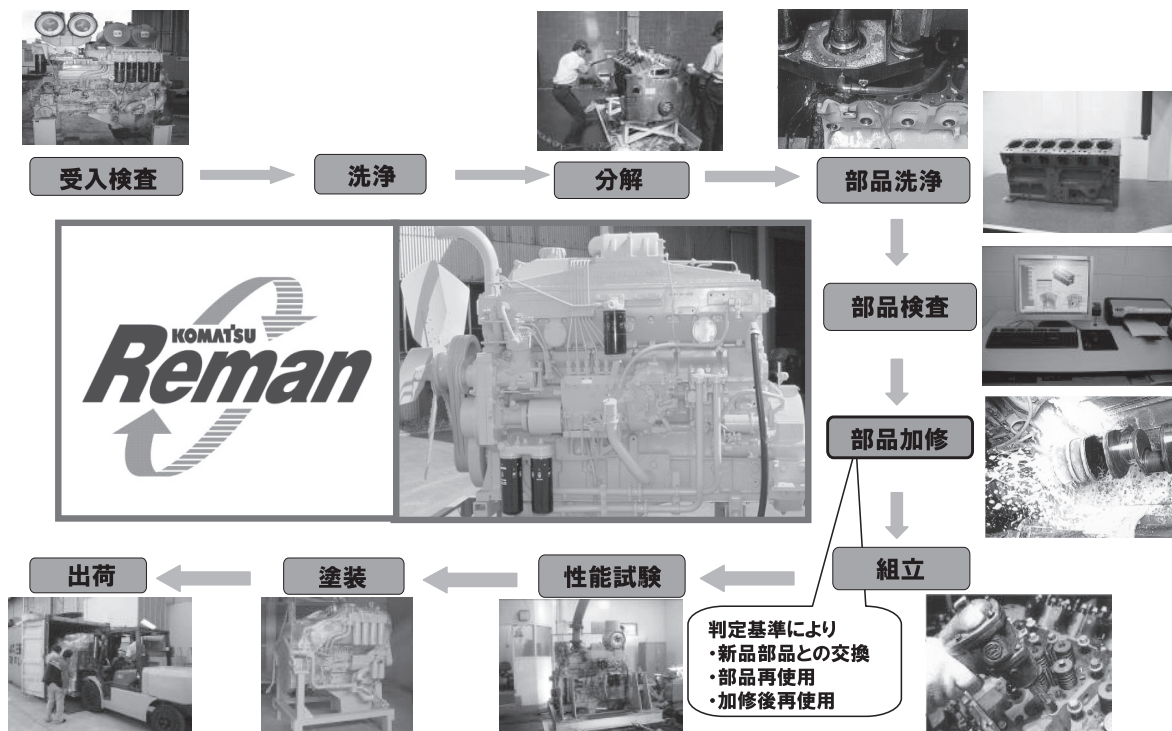 受入検査
洗浄
分解
部品洗浄
部品検査
部品加修
組立
性能試験
塗装
出荷
KOMATSU
Reman
判定基準により
・新品部品との交換
・部品再使用
・加修後再使用